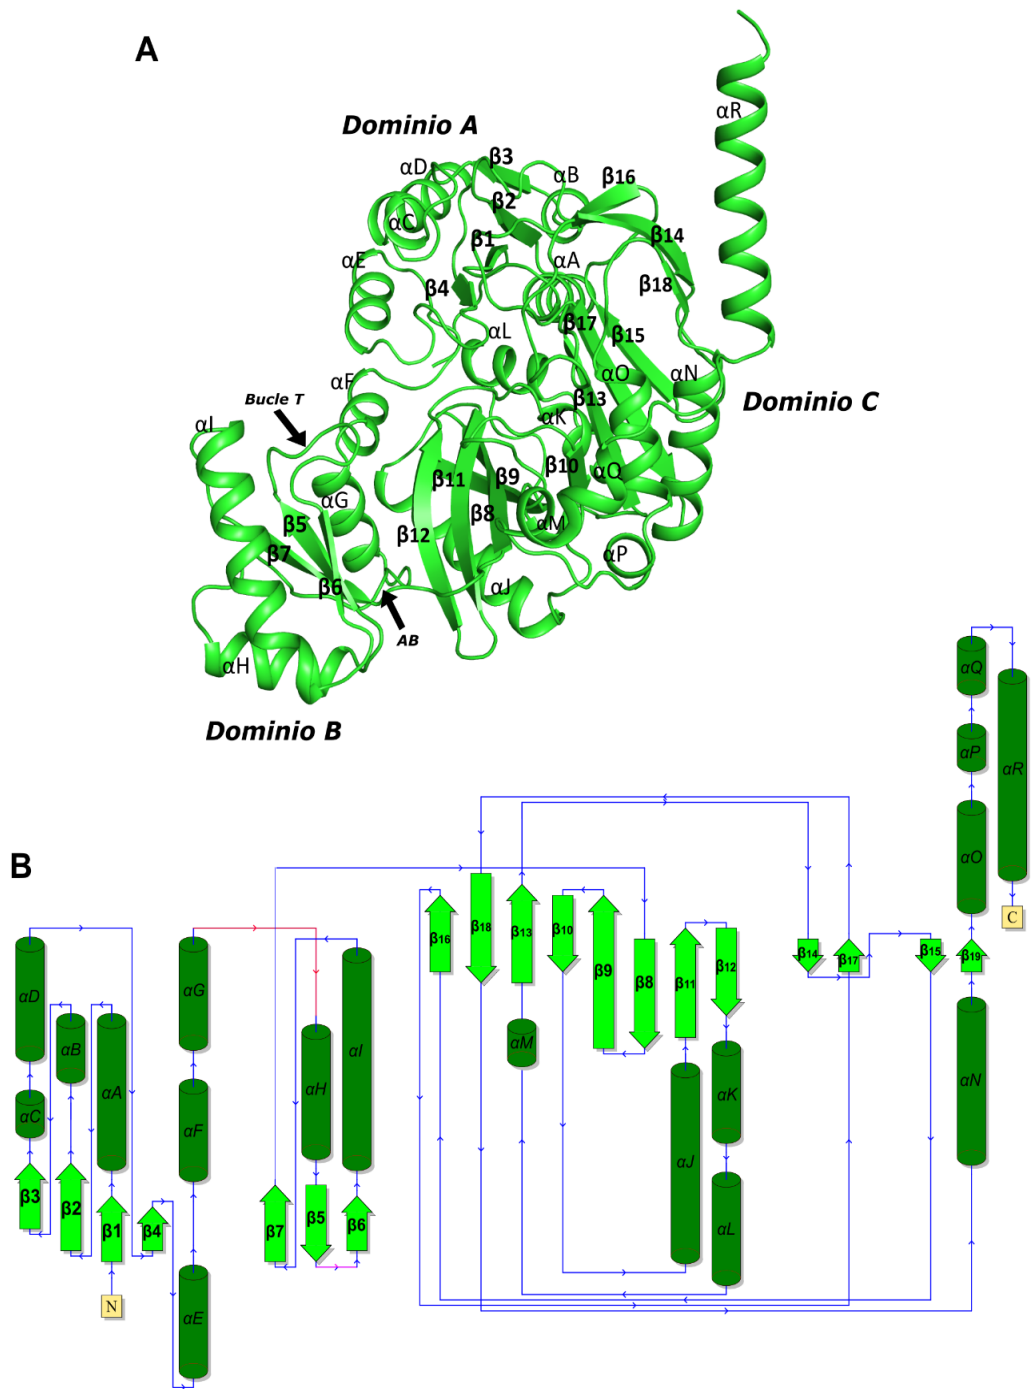 A
αR
Dominio A
β3
αD
αB
β16
β2
αC
β1
β14
αE
αA
β18
β4
β17
β15
αL
αO
αN
αF
β13
Dominio C
Bucle T
αK
αI
β10
β9
αQ
β11
αG
β8
αM
β5
β12
β7
αP
β6
αJ
AB
αH
Dominio B
αQ
αP
αR
B
αO
C
β16
β18
β13
β10
β14
β17
β15
β19
β9
β8
β11
β12
αD
αG
αB
αM
αI
αA
αH
αN
αC
αF
αK
αJ
β3
β2
β1
β4
β7
β5
β6
αL
N
αE